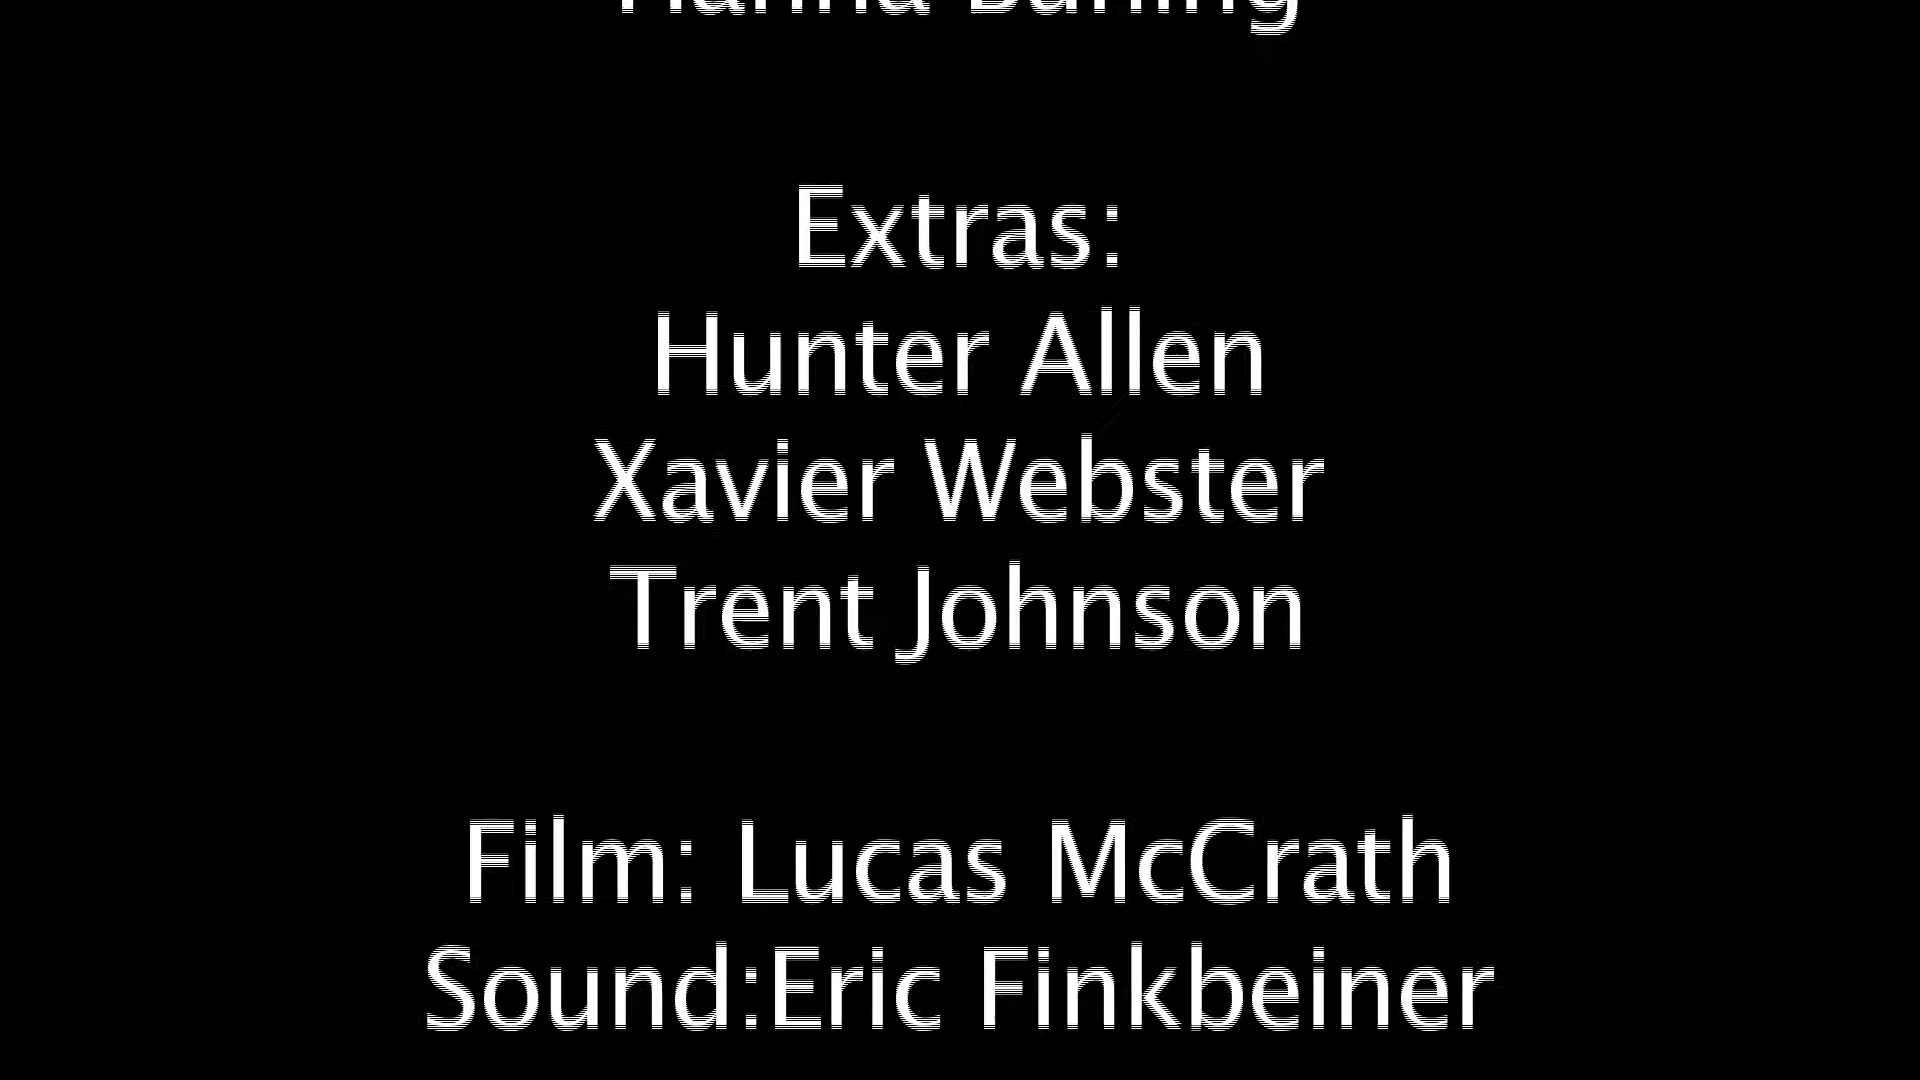 Extras:
Hunter Allen
Xavier Webster
Trent Johnson
Film: Lucas McCrath
Sound:Eric Finkbeiner